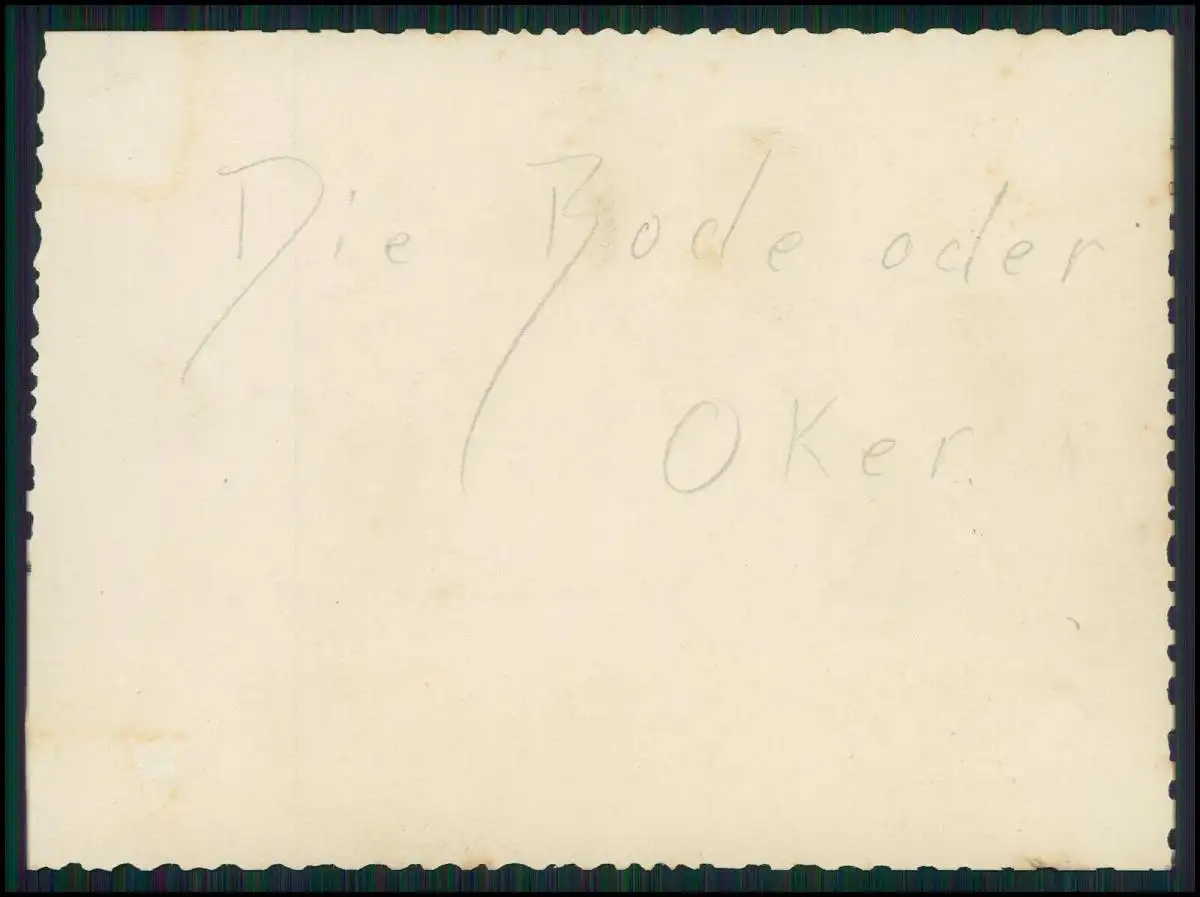 Die Bode oder
Oker.